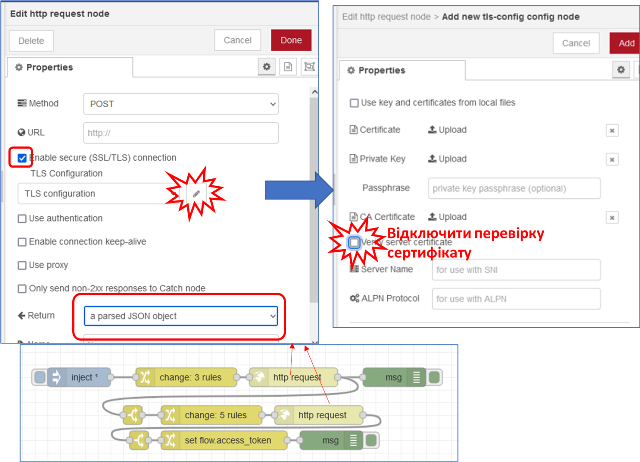 Edit http request node
Delete
Cancel
Done
Properties
Method
POST
URL
http://
Enable secure (SSL/TLS) connection
TLS Configuration
TLS configuration
Use authentication
Enable connection keep-alive
Use proxy
Only send non-2xx responses to Catch node
Return
a parsed JSON object
Edit http request node > Add new tls-config config node
Cancel
Add
Properties
Use key and certificates from local files
Certificate
Upload
Private Key
Upload
Passphrase
private key passphrase (optional)
CA Certificate
Upload
Verify server certificate
Відключити перевірку
сертифікату
Server Name
for use with SNI
ALPN Protocol
for use with ALPN
inject *
change: 3 rules
http request
msg
change: 5 rules
http request
set flow.access_token
msg